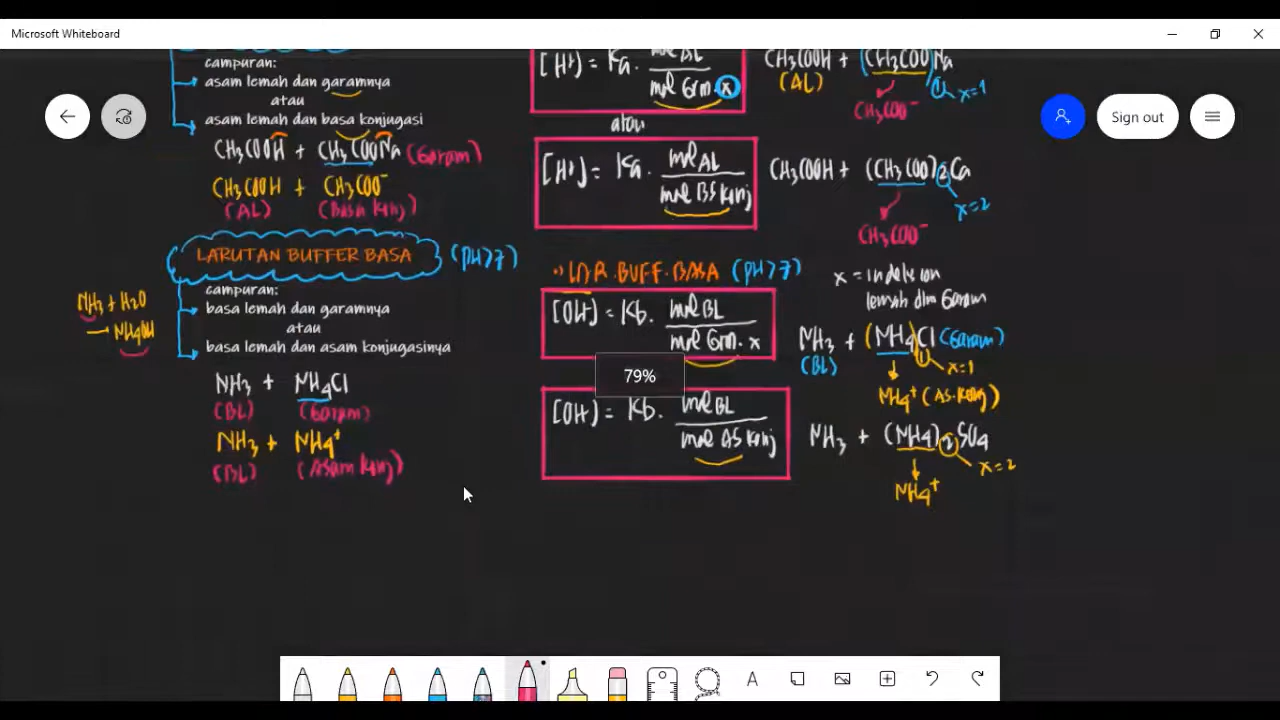 Microsoft Whiteboard
campuran:
asam lemah dan garamnya
atau
asam lemah dan basa konjugasi
CH3COOH + CH3COONa (Garam)
CH3COOH + CH3COO-
(AL) (Basa Konj)
LARUTAN BUFFER BASA (PH>7)
campuran:
basa lemah dan garamnya
atau
basa lemah dan asam konjugasinya
NH3 + H2O
→ NH4OH
NH3 + NH4Cl
(BL) (Garam)
NH3 + NH4+
(BL) (Asam Konj)
[H+] = Ka . mol AL
mol Grm. x
atau
[H+] = Ka . mol AL
mol BS Konj
CH3COOH + (CH3COO)Na
(AL)
1 x=1
CH3COO-
CH3COOH + (CH3COO)2Ca
x=2
CH3COO-
LAR. BUFF. BASA (PH>7)
[OH-] = Kb . mol BL
mol Grm. x
79%
[OH-] = Kb . mol BL
mol AS Konj
x = indeks ion
lemah dlm Garam
NH3 + (NH4)Cl (Garam)
(BL)
1 x=1
NH4+ (AS. Konj)
NH3 + (NH4)2SO4
x=2
NH4+
Sign out
A